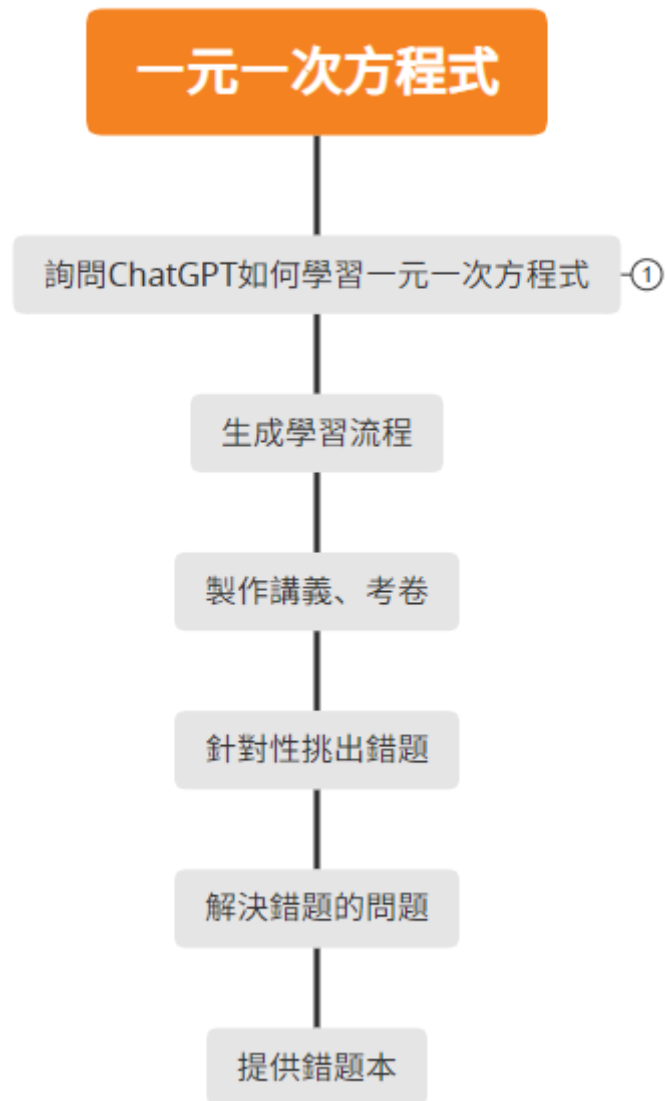 一元一次方程式
詢問ChatGPT如何學習一元一次方程式
1
生成學習流程
製作講義、考卷
針對性挑出錯題
解決錯題的問題
提供錯題本